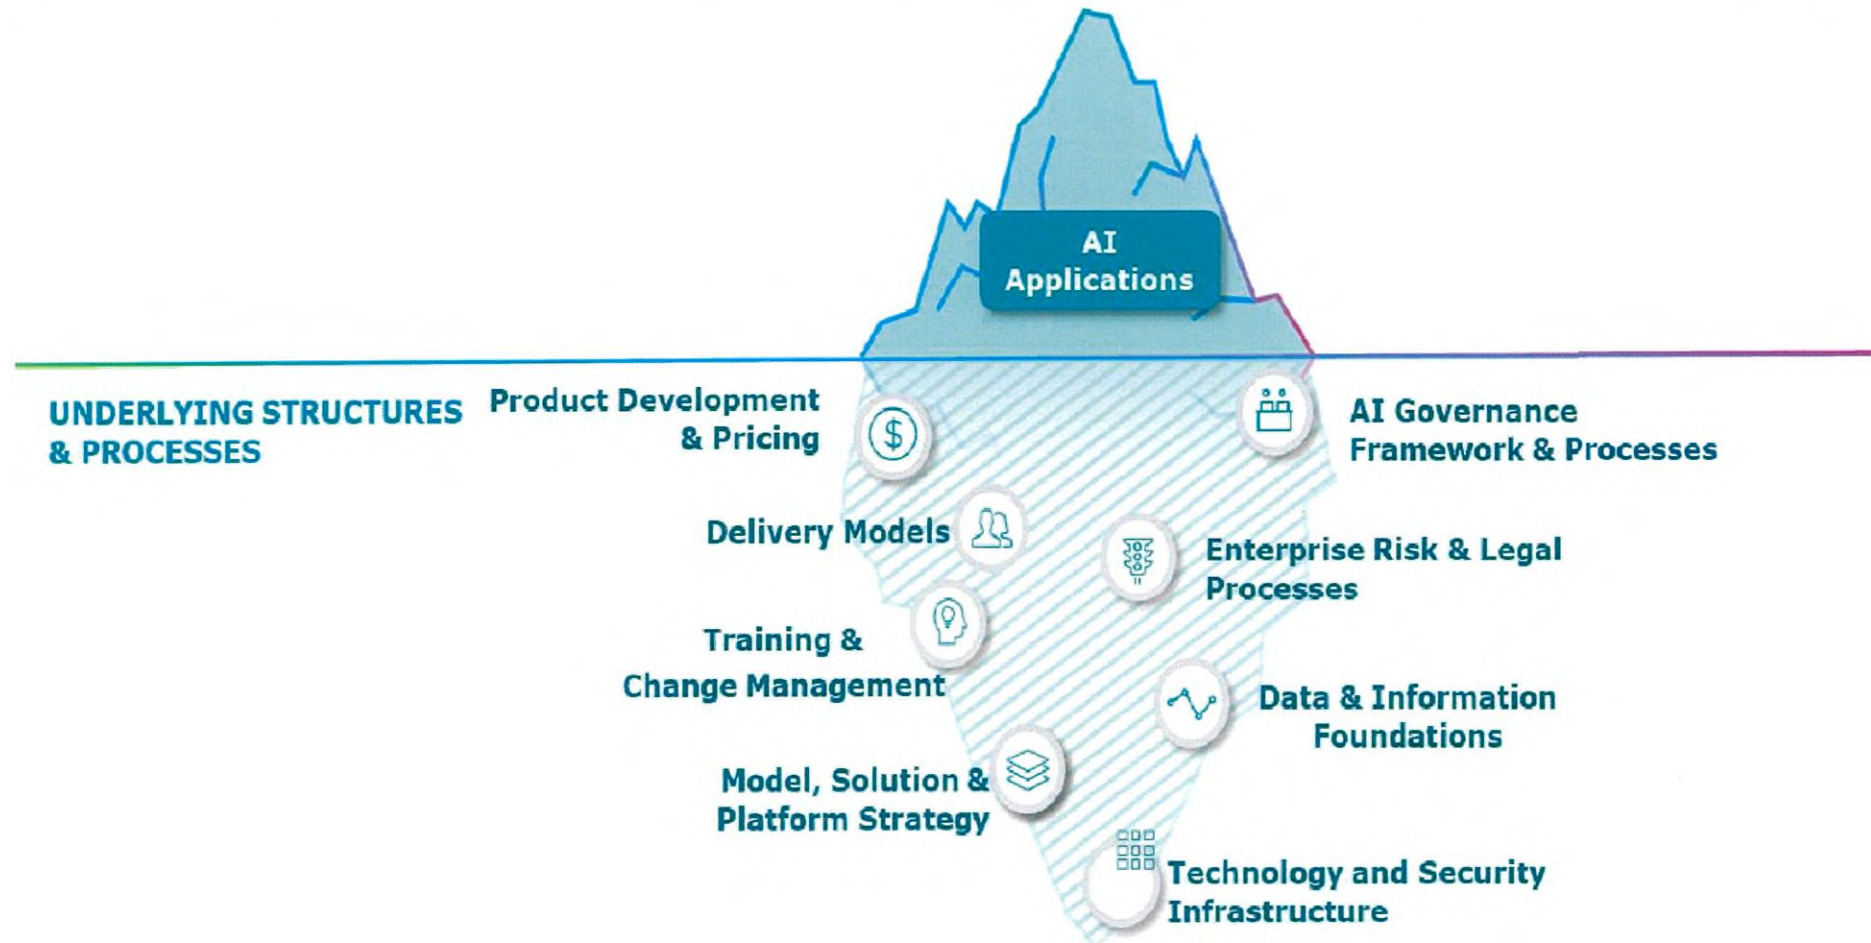 AI
Applications
UNDERLYING STRUCTURES
& PROCESSES
Product Development
& Pricing
AI Governance
Framework & Processes
Delivery Models
Enterprise Risk & Legal
Processes
Training &
Change Management
Data & Information
Foundations
Model, Solution &
Platform Strategy
Technology and Security
Infrastructure